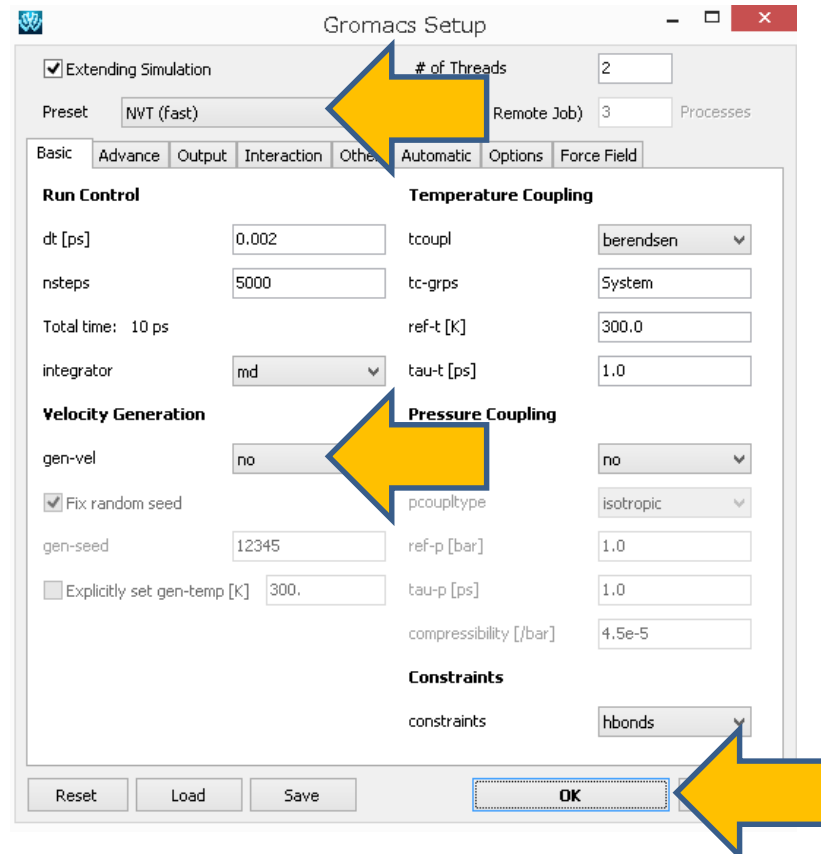 Gromacs Setup
Extending Simulation # of Threads 2
Preset NVT (fast) Remote Job) 3 Processes
Basic Advance Output Interaction Automatic Options Force Field
Run Control Temperature Coupling
dt [ps] 0.002 tcoupl berendsen
nsteps 5000 tc-grps System
Total time: 10 ps ref-t [K] 300.0
integrator md tau-t [ps] 1.0
Velocity Generation Pressure Coupling
gen-vel no no
Fix random seed pcoupltype isotropic
gen-seed 12345 ref-p [bar] 1.0
Explicitly set gen-temp [K] 300. tau-p [ps] 1.0
compressibility [/bar] 4.5e-5
Constraints
constraints hbonds
Reset Load Save OK